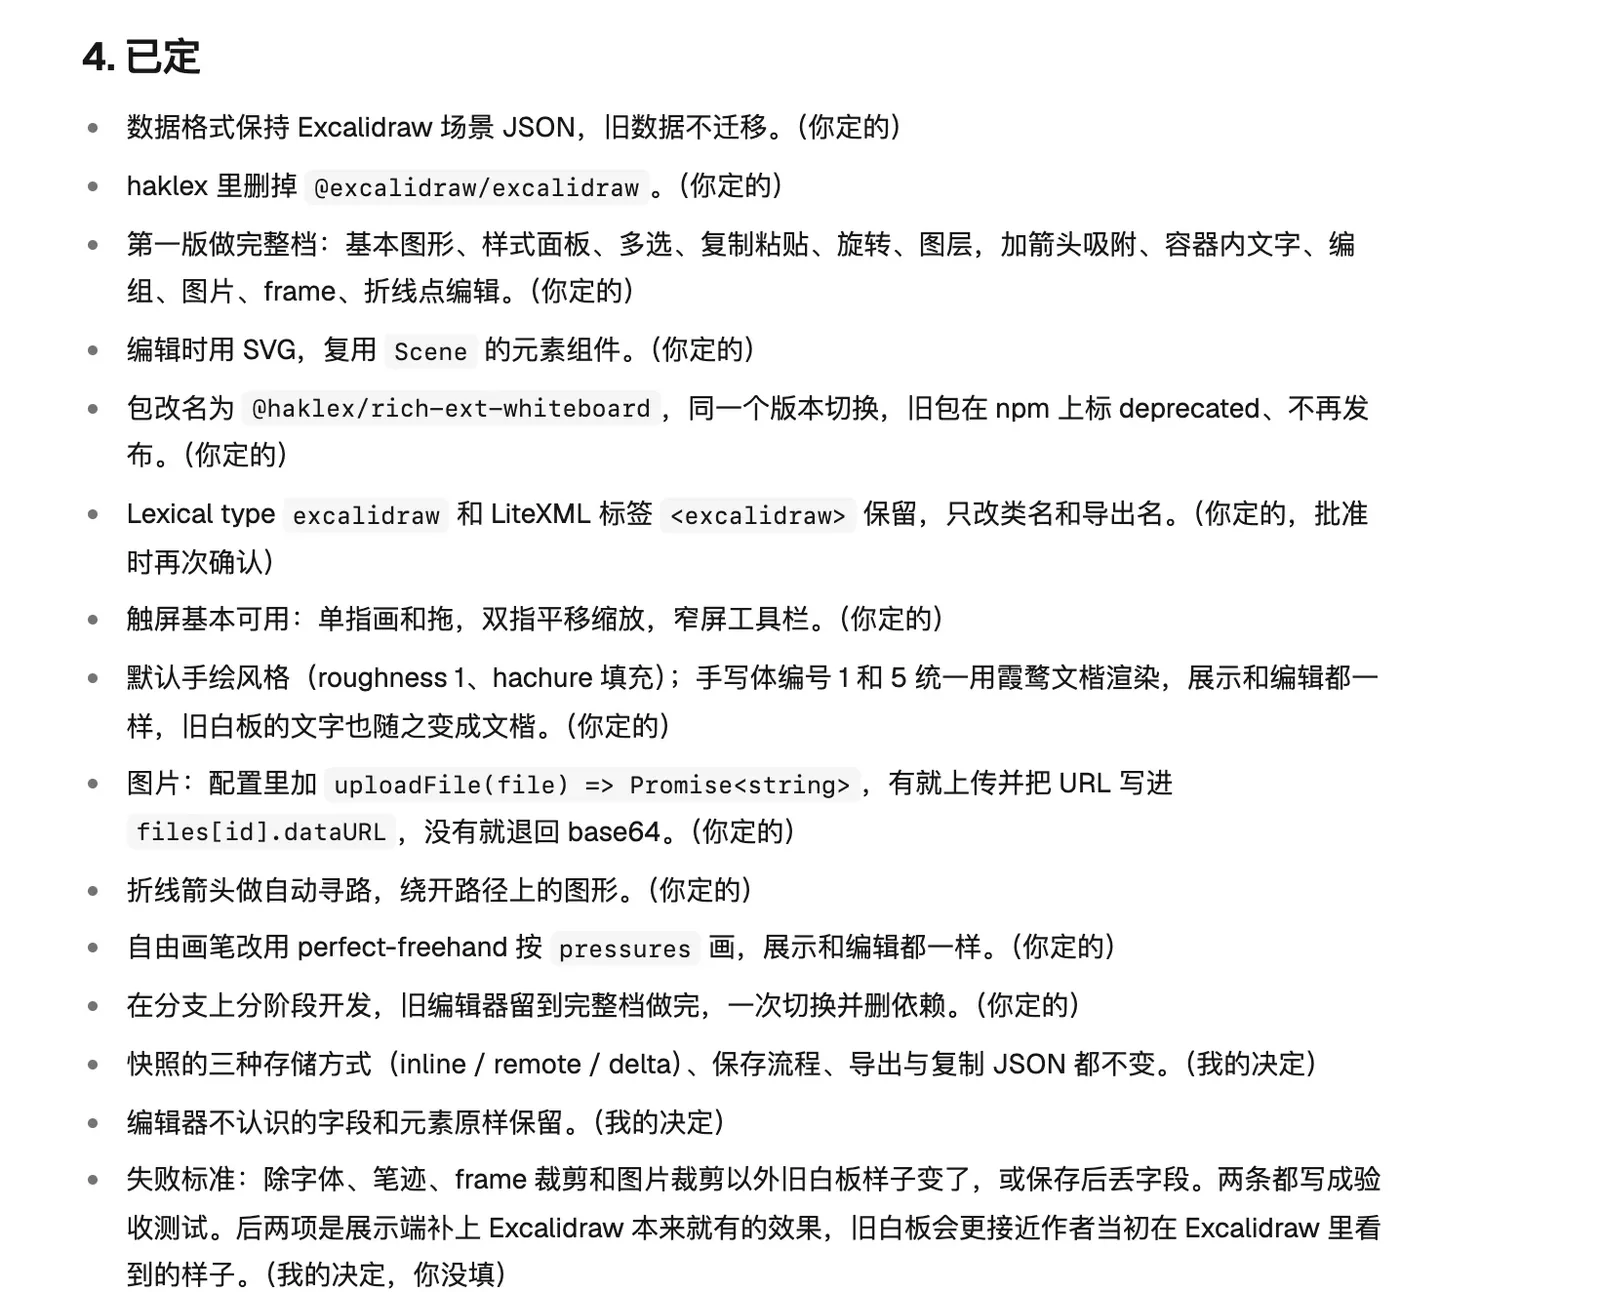 4. 已定
数据格式保持 Excalidraw 场景 JSON，旧数据不迁移。（你定的）
haklex 里删掉 @excalidraw/excalidraw 。（你定的）
第一版做完整档：基本图形、样式面板、多选、复制粘贴、旋转、图层，加箭头吸附、容器内文字、编
组、图片、frame、折线点编辑。（你定的）
编辑时用 SVG，复用 Scene 的元素组件。（你定的）
包改名为 @haklex/rich-ext-whiteboard ，同一个版本切换，旧包在 npm 上标 deprecated、不再发
布。（你定的）
Lexical type excalidraw 和 LiteXML 标签 <excalidraw> 保留，只改类名和导出名。（你定的，批准
时再次确认）
触屏基本可用：单指画和拖，双指平移缩放，窄屏工具栏。（你定的）
默认手绘风格（roughness 1、hachure 填充）；手写体编号 1 和 5 统一用霞鹜文楷渲染，展示和编辑都一
样，旧白板的文字也随之变成文楷。（你定的）
图片：配置里加 uploadFile(file) => Promise<string> ，有就上传并把 URL 写进
files[id].dataURL ，没有就退回 base64。（你定的）
折线箭头做自动寻路，绕开路径上的图形。（你定的）
自由画笔改用 perfect-freehand 按 pressures 画，展示和编辑都一样。（你定的）
在分支上分阶段开发，旧编辑器留到完整档做完，一次切换并删依赖。（你定的）
快照的三种存储方式（inline / remote / delta）、保存流程、导出与复制 JSON 都不变。（我的决定）
编辑器不认识的字段和元素原样保留。（我的决定）
失败标准：除字体、笔迹、frame 裁剪和图片裁剪以外旧白板样子变了，或保存后丢字段。两条都写成验
收测试。后两项是展示端补上 Excalidraw 本来就有的效果，旧白板会更接近作者当初在 Excalidraw 里看
到的样子。（我的决定，你没填）